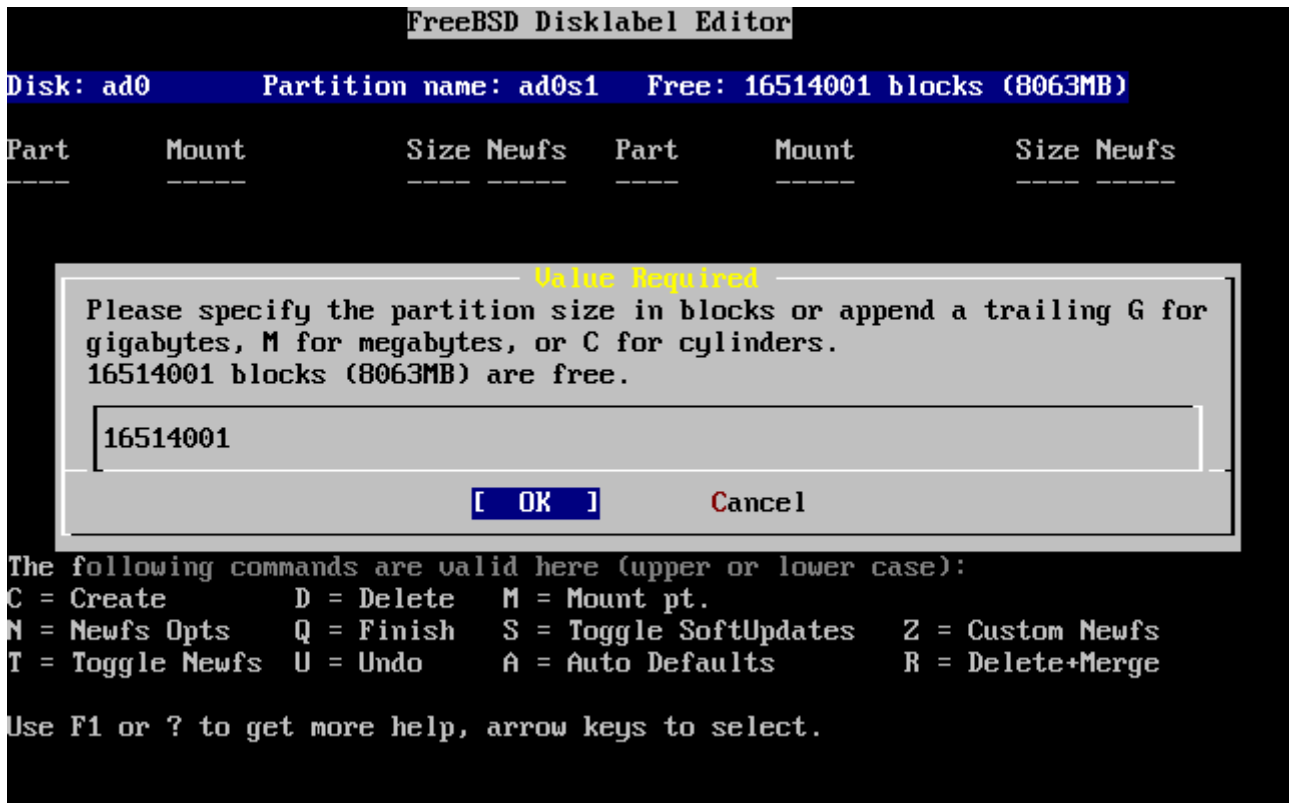 FreeBSD Disklabel Editor
Disk: ad0 Partition name: ad0s1 Free: 16514001 blocks (8063MB)
Part Mount Size Newfs Part Mount Size Newfs
---- ----- ---- ----- ---- ----- ---- -----
Value Required
Please specify the partition size in blocks or append a trailing G for
gigabytes, M for megabytes, or C for cylinders.
16514001 blocks (8063MB) are free.
16514001
[ OK ] Cancel
The following commands are valid here (upper or lower case):
C = Create D = Delete M = Mount pt.
N = Newfs Opts Q = Finish S = Toggle SoftUpdates Z = Custom Newfs
T = Toggle Newfs U = Undo A = Auto Defaults R = Delete+Merge
Use F1 or ? to get more help, arrow keys to select.